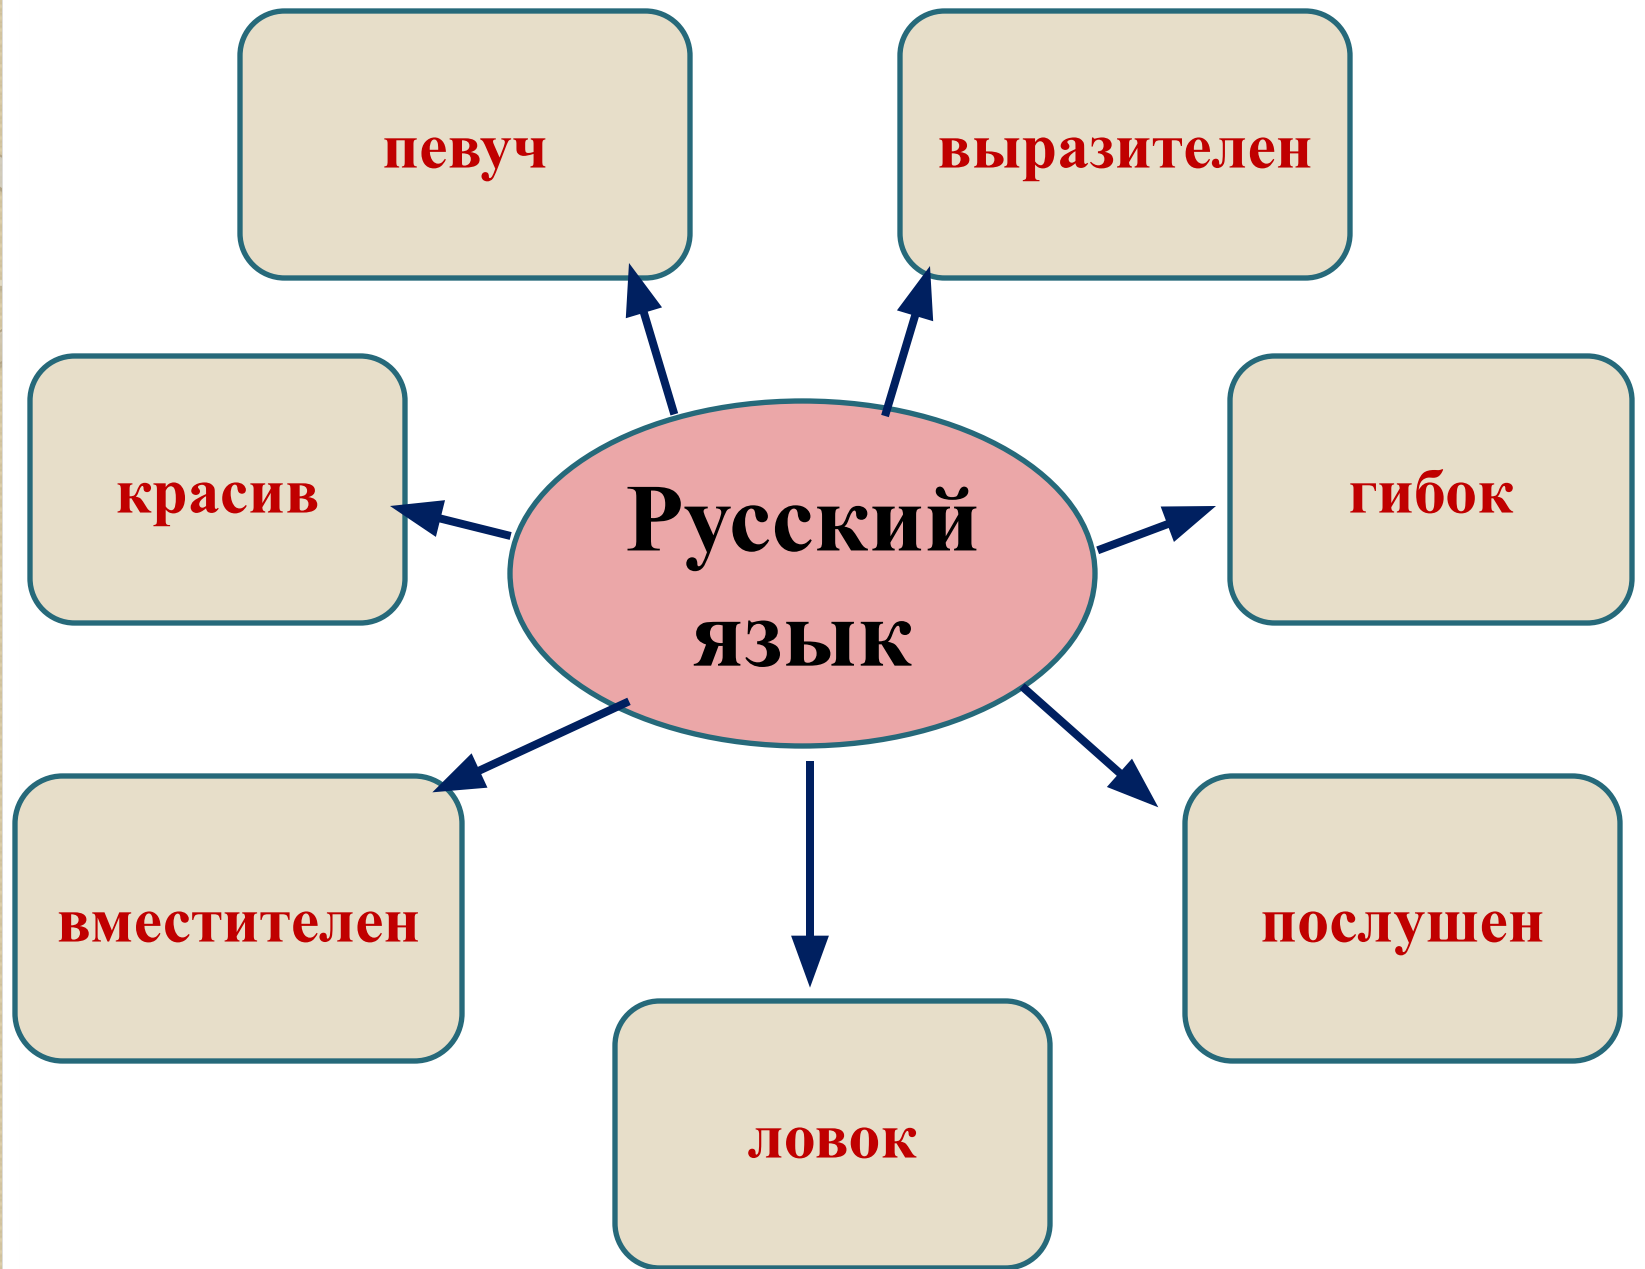 певуч
выразителен
красив
Русский
язык
гибок
вместителен
послушен
ловок